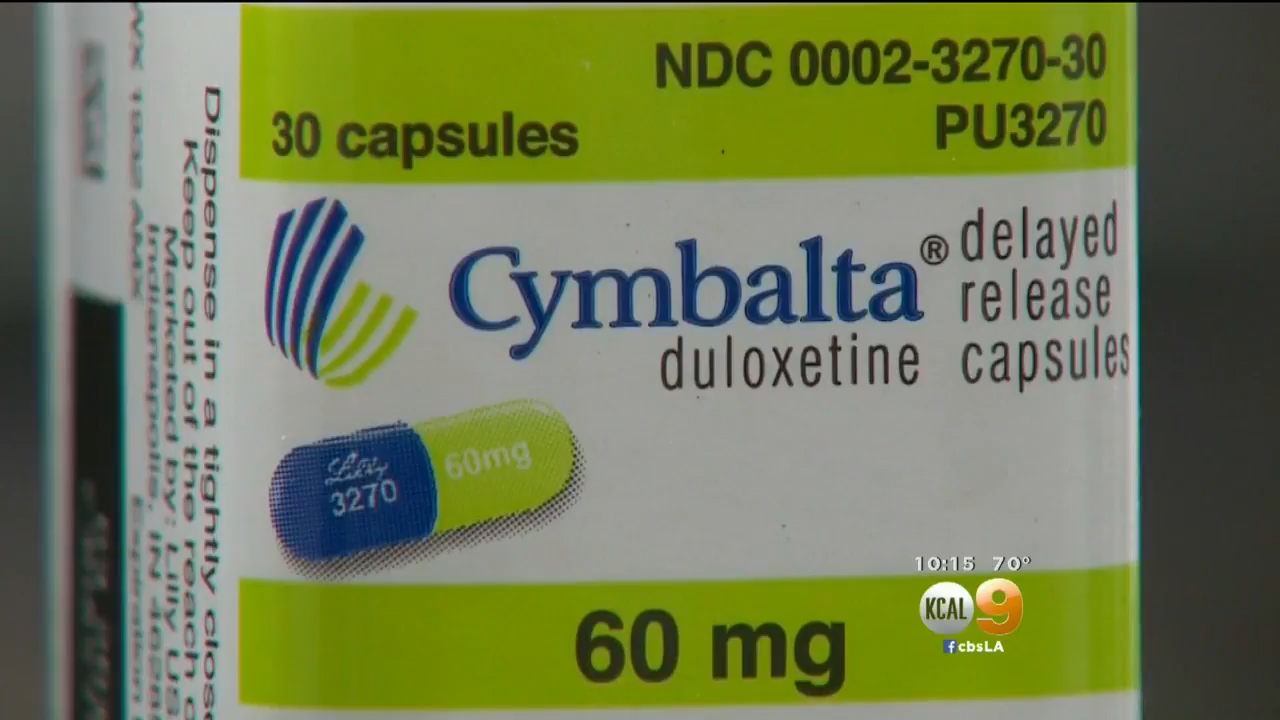 NDC 0002-3270-30
PU3270
30 capsules
Cymbalta® delayed
release
duloxetine capsules
Lilly
3270
60mg
60 mg
Dispense in a tightly
Keep out of the reach
Marketed by: Lilly
Indianapolis, IN
10:15 70°
KCAL 9
f cbsLA